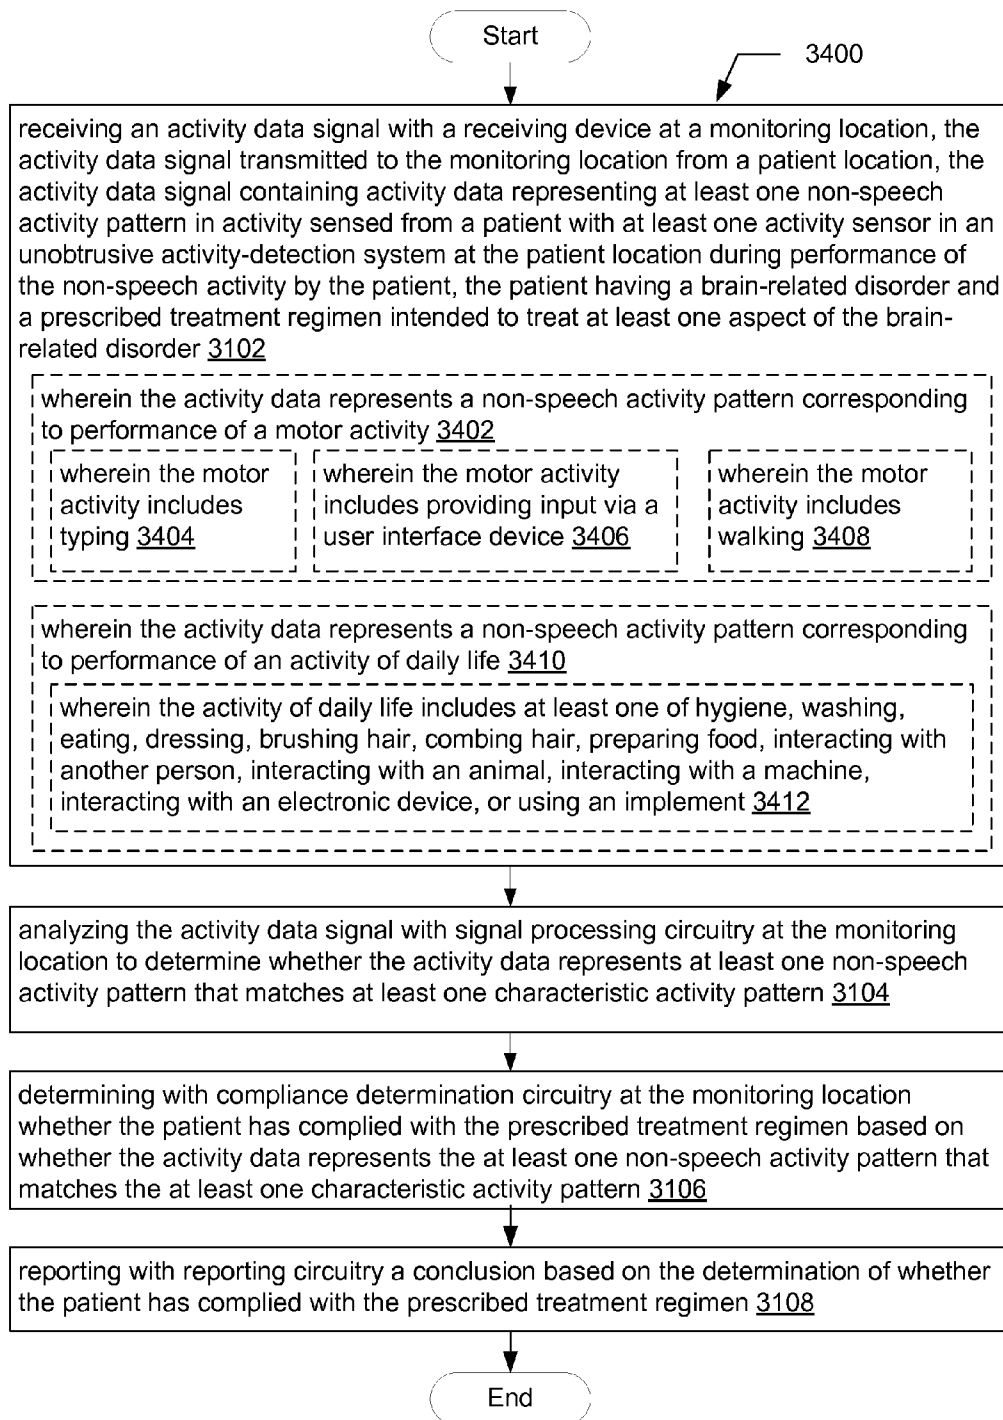 Start
3400
receiving an activity data signal with a receiving device at a monitoring location, the
activity data signal transmitted to the monitoring location from a patient location, the
activity data signal containing activity data representing at least one non-speech
activity pattern in activity sensed from a patient with at least one activity sensor in an
unobtrusive activity-detection system at the patient location during performance of
the non-speech activity by the patient, the patient having a brain-related disorder and
a prescribed treatment regimen intended to treat at least one aspect of the brain-
related disorder 3102
wherein the activity data represents a non-speech activity pattern corresponding
to performance of a motor activity 3402
wherein the motor
activity includes
typing 3404
wherein the motor activity
includes providing input via a
user interface device 3406
wherein the motor
activity includes
walking 3408
wherein the activity data represents a non-speech activity pattern corresponding
to performance of an activity of daily life 3410
wherein the activity of daily life includes at least one of hygiene, washing,
eating, dressing, brushing hair, combing hair, preparing food, interacting with
another person, interacting with an animal, interacting with a machine,
interacting with an electronic device, or using an implement 3412
analyzing the activity data signal with signal processing circuitry at the monitoring
location to determine whether the activity data represents at least one non-speech
activity pattern that matches at least one characteristic activity pattern 3104
determining with compliance determination circuitry at the monitoring location
whether the patient has complied with the prescribed treatment regimen based on
whether the activity data represents the at least one non-speech activity pattern that
matches the at least one characteristic activity pattern 3106
reporting with reporting circuitry a conclusion based on the determination of whether
the patient has complied with the prescribed treatment regimen 3108
End